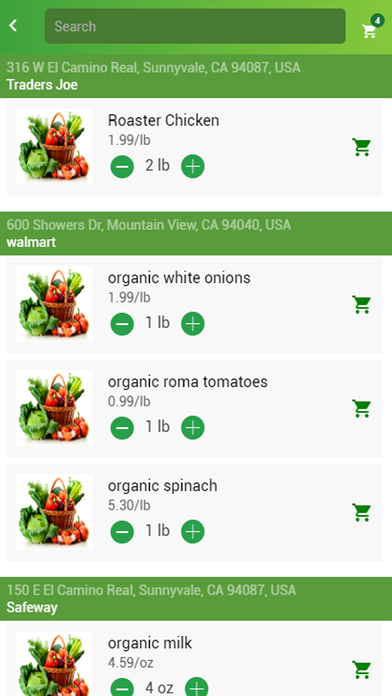 Search
4
316 W El Camino Real, Sunnyvale, CA 94087, USA
Traders Joe
Roaster Chicken
1.99/lb
2 lb
600 Showers Dr, Mountain View, CA 94040, USA
walmart
organic white onions
1.99/lb
1 lb
organic roma tomatoes
0.99/lb
1 lb
organic spinach
5.30/lb
1 lb
150 E El Camino Real, Sunnyvale, CA 94087, USA
Safeway
organic milk
4.59/oz
4 oz